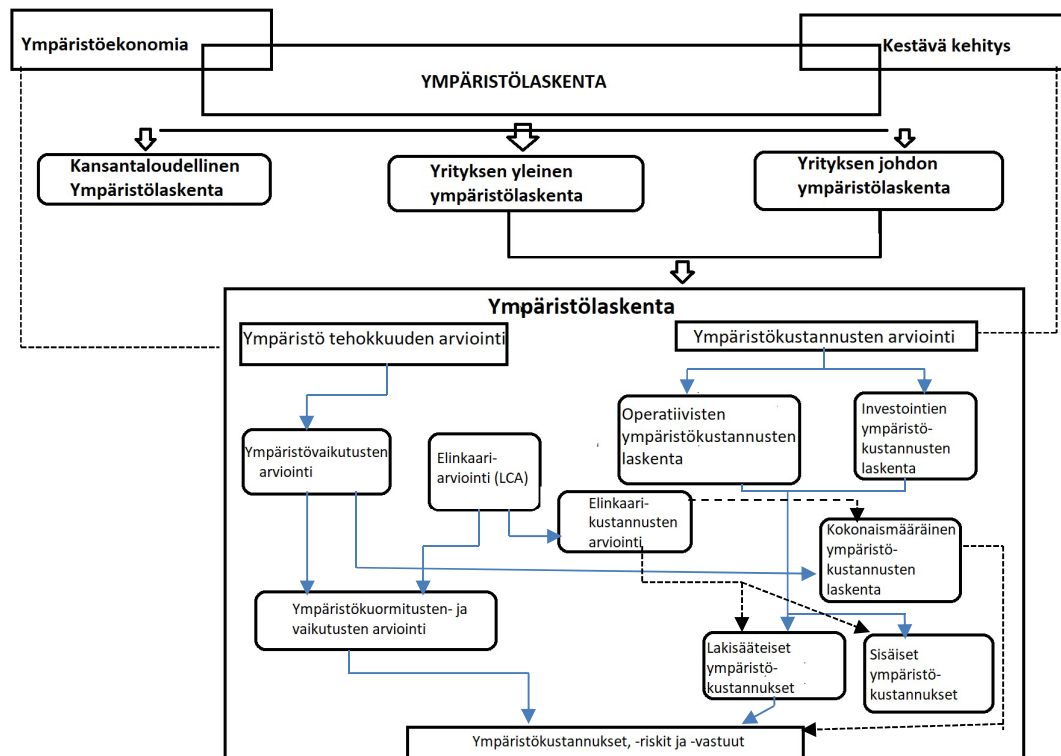 Ympäristöekonomia
Kestävä kehitys
YMPÄRISTÖLASKENTA
Kansantaloudellinen
Ympäristölaskenta
Yrityksen yleinen
ympäristölaskenta
Yrityksen johdon
ympäristölaskenta
Ympäristölaskenta
Ympäristö tehokkuuden arviointi
Ympäristökustannusten arviointi
Operatiivisten
ympäristökustannusten
laskenta
Investointien
ympäristö-
kustannusten
laskenta
Ympäristövaikutusten
arviointi
Elinkaari-
arviointi (LCA)
Elinkaari-
kustannusten
arviointi
Kokonaismääräinen
ympäristö-
kustannusten
laskenta
Ympäristökuormitusten- ja
vaikutusten arviointi
Lakisääteiset
ympäristö-
kustannukset
Sisäiset
ympäristö-
kustannukset
Ympäristökustannukset, -riskit ja -vastuut